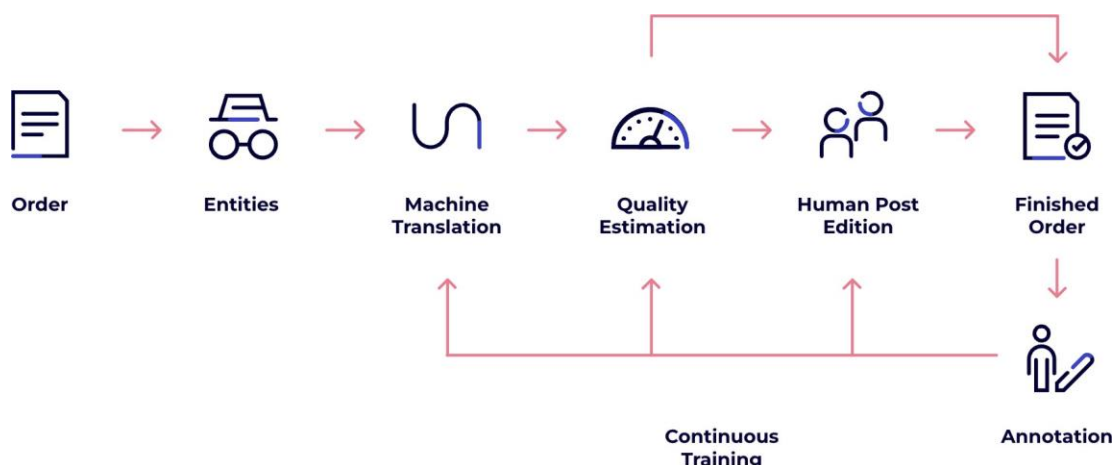 Order
Entities
Machine
Translation
Quality
Estimation
Human Post
Edition
Finished
Order
Continuous
Training
Annotation